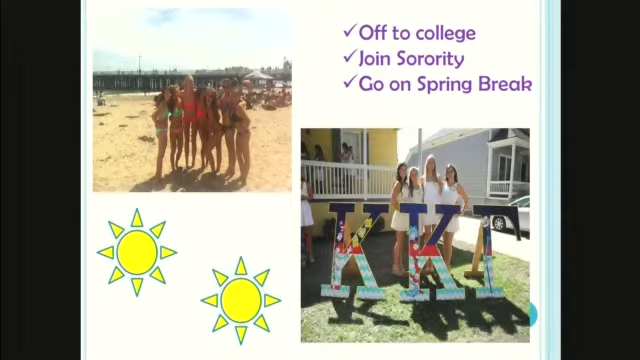 ✓Off to college
✓Join Sorority
✓Go on Spring Break
KKΓ